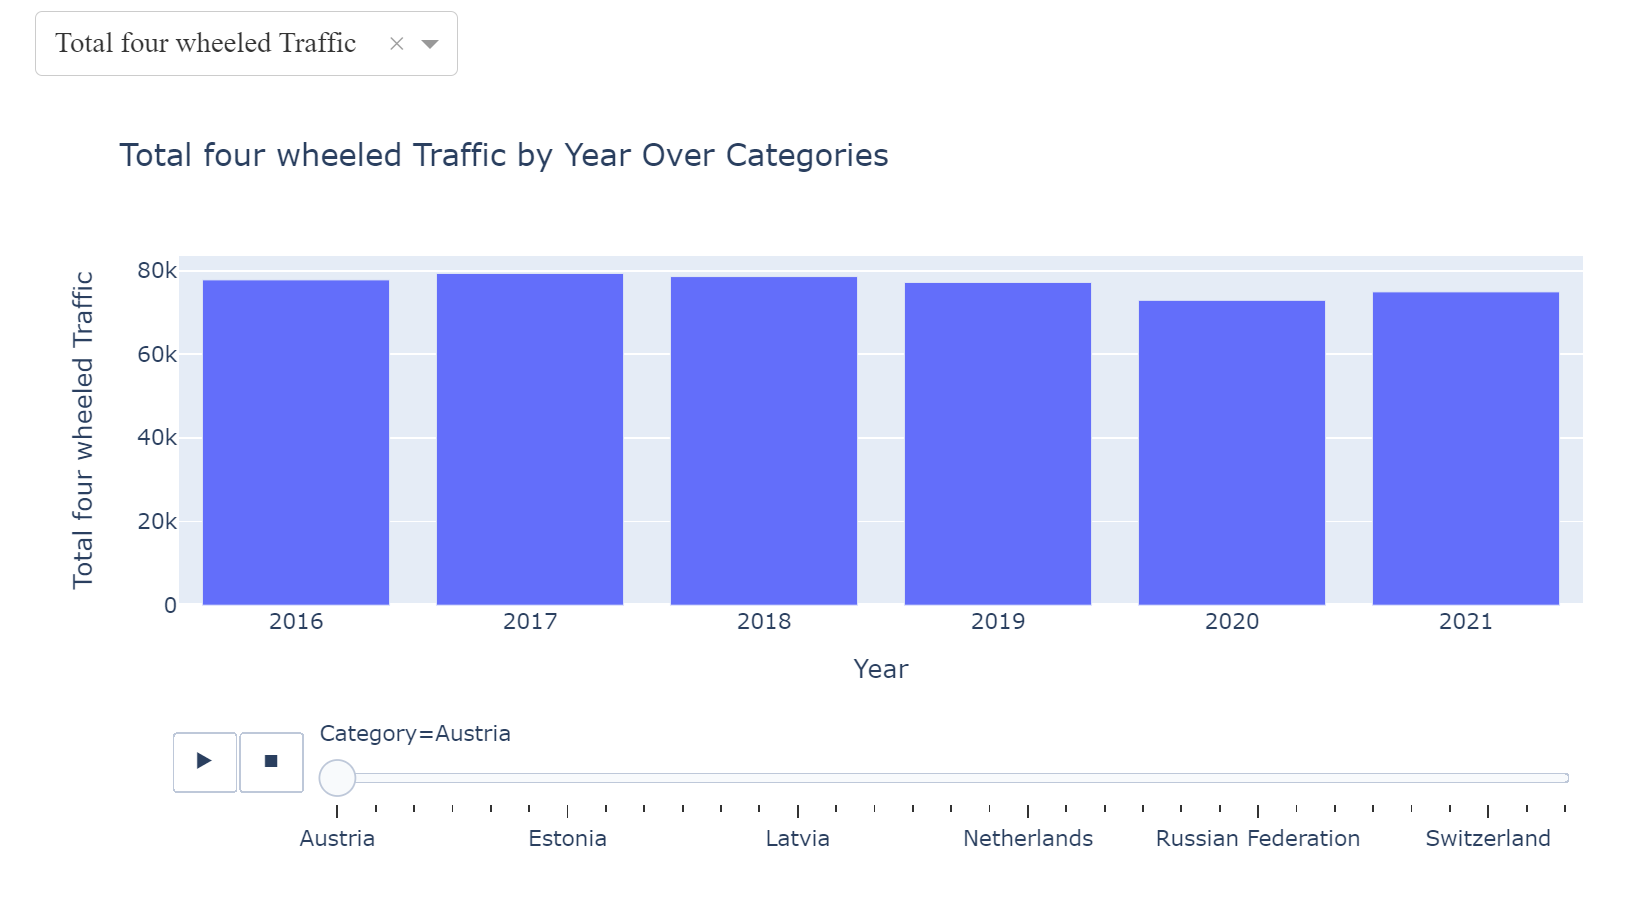 Total four wheeled Traffic
Total four wheeled Traffic by Year Over Categories
Total four wheeled Traffic
80k
60k
40k
20k
0
2016 2017 2018 2019 2020 2021
Year
Category=Austria
Austria Estonia Latvia Netherlands Russian Federation Switzerland